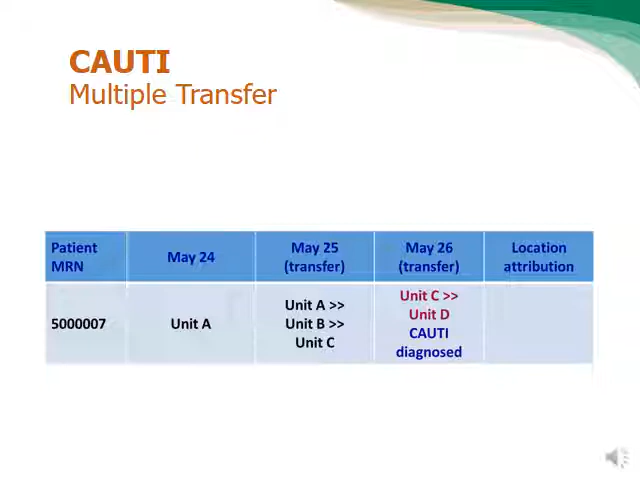 CAUTI
Multiple Transfer
Patient MRN
May 24
May 25 (transfer)
May 26 (transfer)
Location attribution
5000007
Unit A
Unit A >>
Unit B >>
Unit C
Unit C >>
Unit D
CAUTI
diagnosed